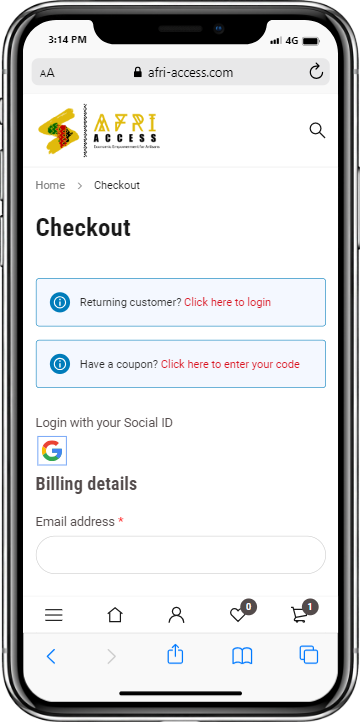 3:14 PM
4G
AA
afri-access.com
AFRI
ACCESS
Economic Empowerment for Artisans
Home > Checkout
Checkout
Returning customer? Click here to login
Have a coupon? Click here to enter your code
Login with your Social ID
G
Billing details
Email address *
0
1